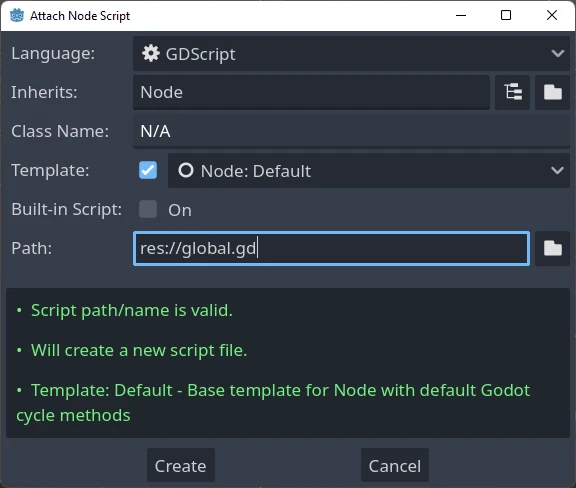 Attach Node Script
Language: GDScript
Inherits: Node
Class Name: N/A
Template: Node: Default
Built-in Script: On
Path: res://global.gd
• Script path/name is valid.
• Will create a new script file.
• Template: Default - Base template for Node with default Godot
cycle methods
Create Cancel